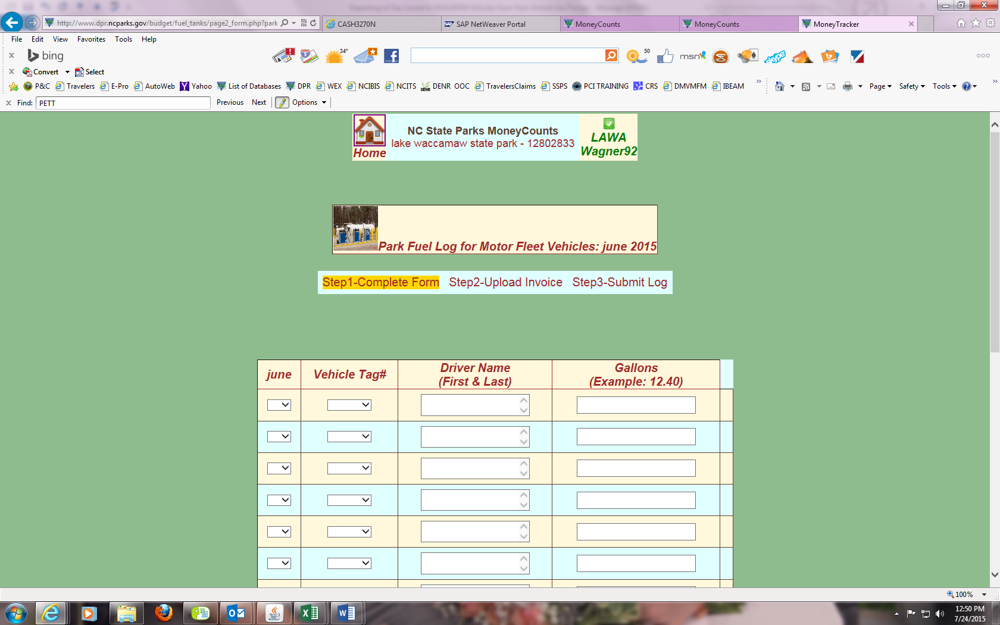 http://www.dpr.ncparks.gov/budget/fuel_tanks/page2_form.php?park
CASH3270N
SAP NetWeaver Portal
MoneyCounts
MoneyCounts
MoneyTracker
File Edit View Favorites Tools Help
bing
34°
50
msn
skype
Convert Select
P&C Travelers E-Pro AutoWeb Yahoo List of Databases DPR WEX NCIBIS NCITS DENR OOC TravelersClaims SSPS PCI TRAINING CRS DMVMFM IBEAM
Page Safety Tools
Find: PETT Previous Next Options
NC State Parks MoneyCounts
lake waccamaw state park - 12802833
Home
LAWA
Wagner92
Park Fuel Log for Motor Fleet Vehicles: june 2015
Step1-Complete Form Step2-Upload Invoice Step3-Submit Log
june Vehicle Tag# Driver Name (First & Last) Gallons (Example: 12.40)
100%
12:50 PM
7/24/2015